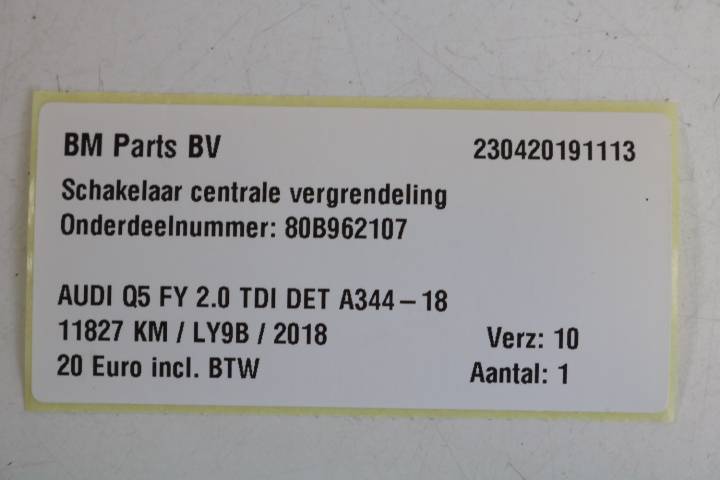 BM Parts BV 230420191113
Schakelaar centrale vergrendeling
Onderdeelnummer: 80B962107
AUDI Q5 FY 2.0 TDI DET A344 – 18
11827 KM / LY9B / 2018 Verz: 10
20 Euro incl. BTW Aantal: 1